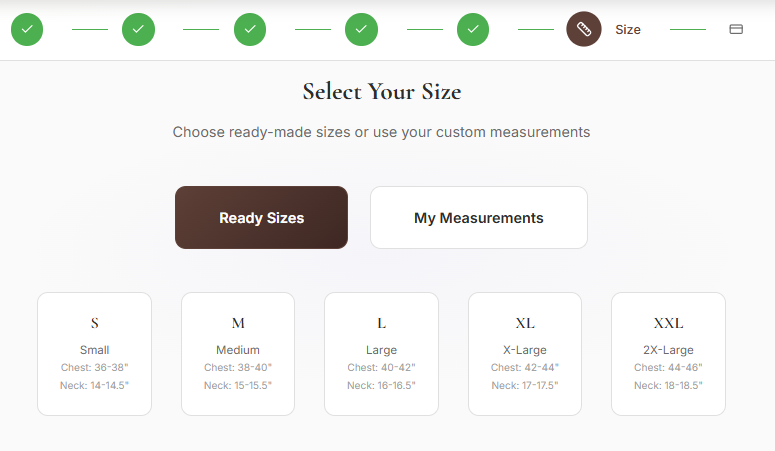 Size
Select Your Size
Choose ready-made sizes or use your custom measurements
Ready Sizes
My Measurements
S
Small
Chest: 36-38"
Neck: 14-14.5"
M
Medium
Chest: 38-40"
Neck: 15-15.5"
L
Large
Chest: 40-42"
Neck: 16-16.5"
XL
X-Large
Chest: 42-44"
Neck: 17-17.5"
XXL
2X-Large
Chest: 44-46"
Neck: 18-18.5"